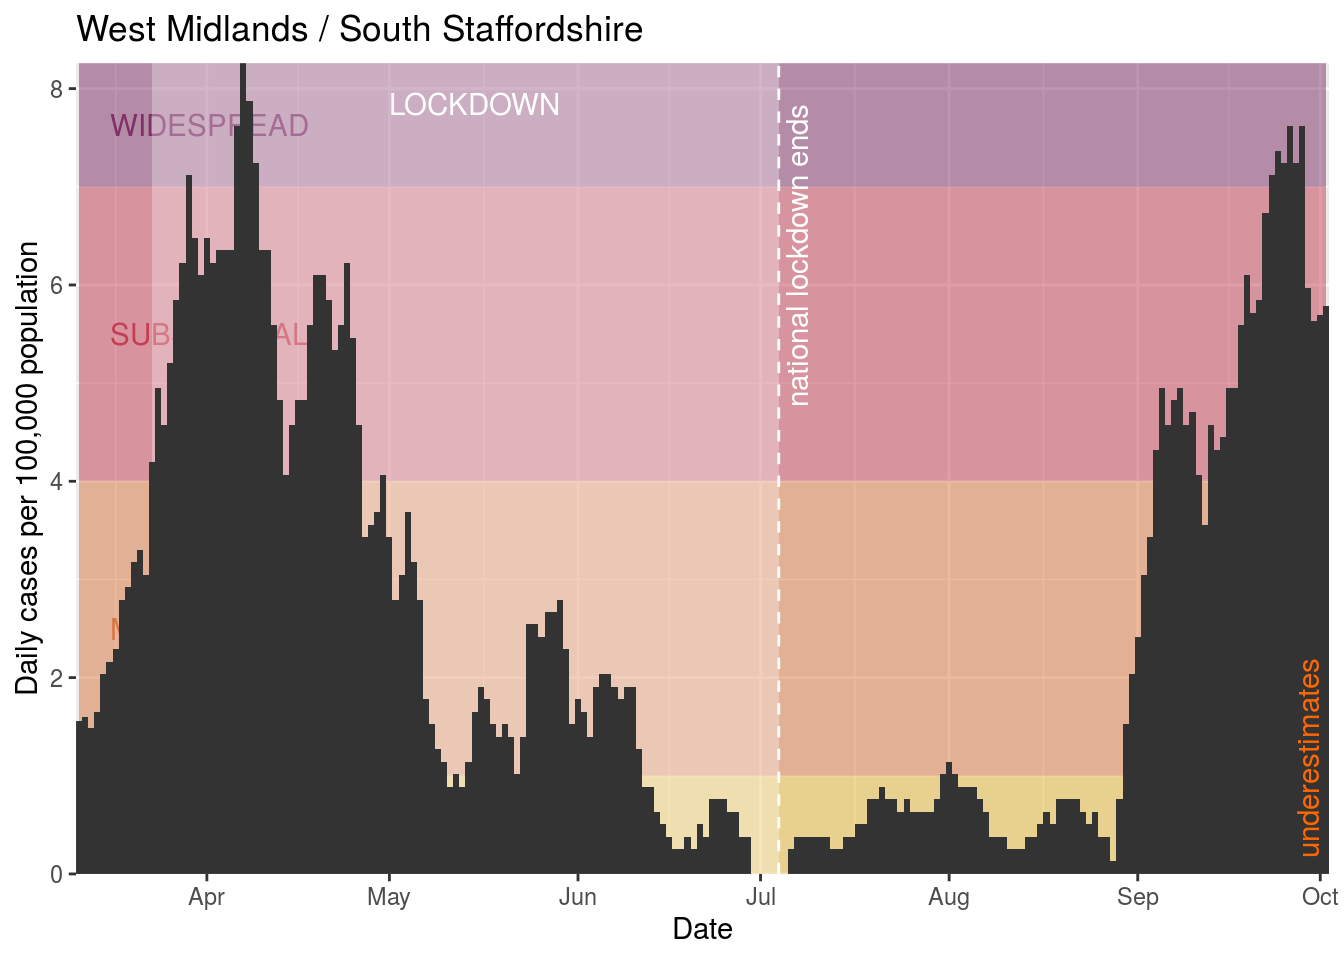 West Midlands / South Staffordshire
Daily cases per 100,000 population
8
6
4
2
0
WIDESPREAD
LOCKDOWN
national lockdown ends
underestimates
Apr
May
Jun
Jul
Aug
Sep
Oct
Date